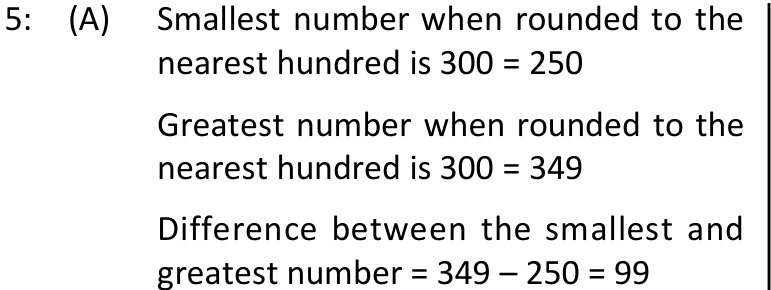 5: (A) Smallest number when rounded to the
nearest hundred is 300 = 250
Greatest number when rounded to the
nearest hundred is 300 = 349
Difference between the smallest and
greatest number = 349 – 250 = 99